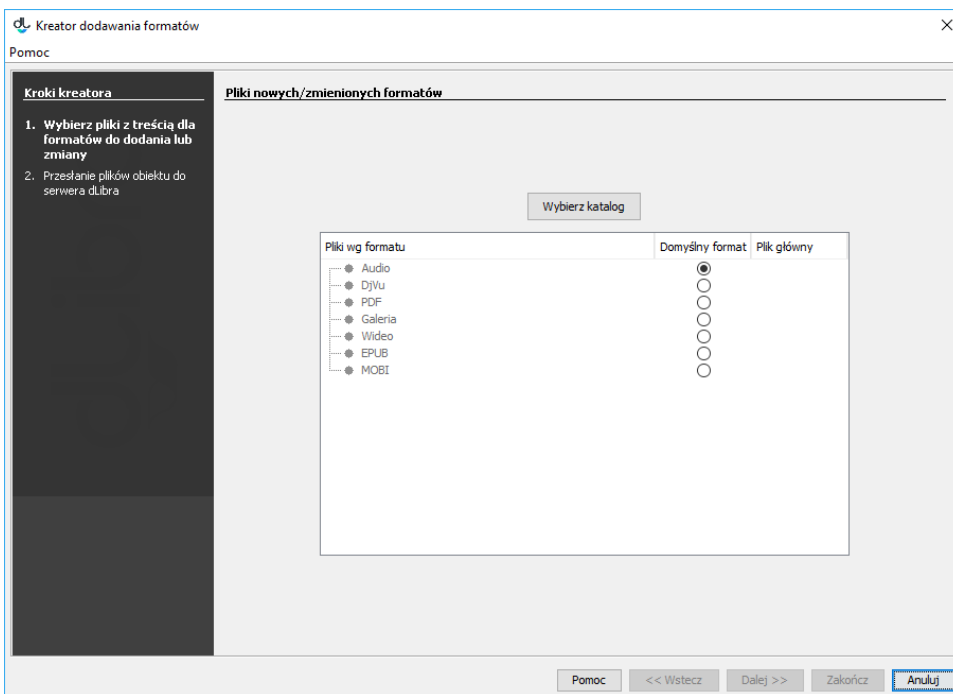 Kreator dodawania formatów
Pomoc
Kroki kreatora
1. Wybierz pliki z treścią dla
formatów do dodania lub
zmiany
2. Przesłanie plików obiektu do
serwera dLibra
Pliki nowych/zmienionych formatów
Wybierz katalog
Pliki wg formatu Domyślny format Plik główny
Audio
DjVu
PDF
Galeria
Wideo
EPUB
MOBI
Pomoc << Wstecz Dalej >> Zakończ Anuluj